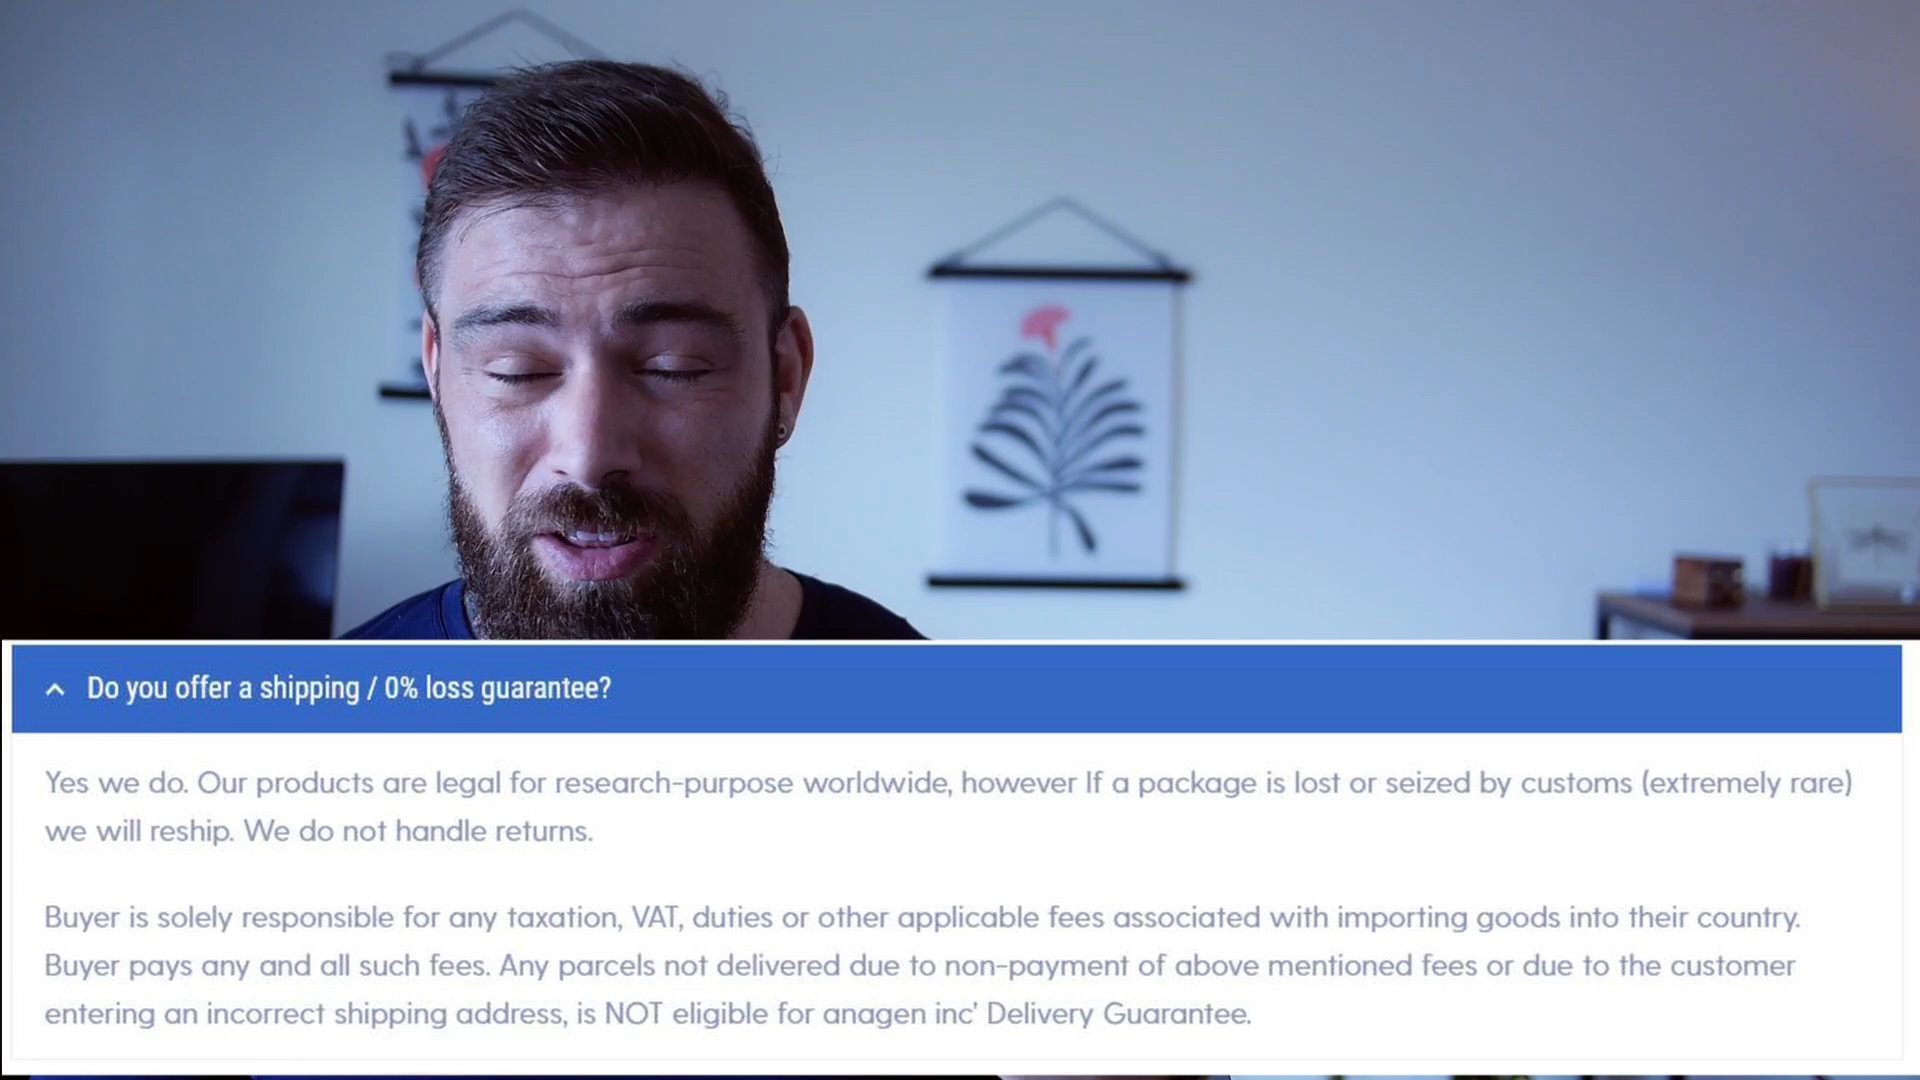 Do you offer a shipping / 0% loss guarantee?
Yes we do. Our products are legal for research-purpose worldwide, however If a package is lost or seized by customs (extremely rare)
we will reship. We do not handle returns.
Buyer is solely responsible for any taxation, VAT, duties or other applicable fees associated with importing goods into their country.
Buyer pays any and all such fees. Any parcels not delivered due to non-payment of above mentioned fees or due to the customer
entering an incorrect shipping address, is NOT eligible for anagen inc' Delivery Guarantee.